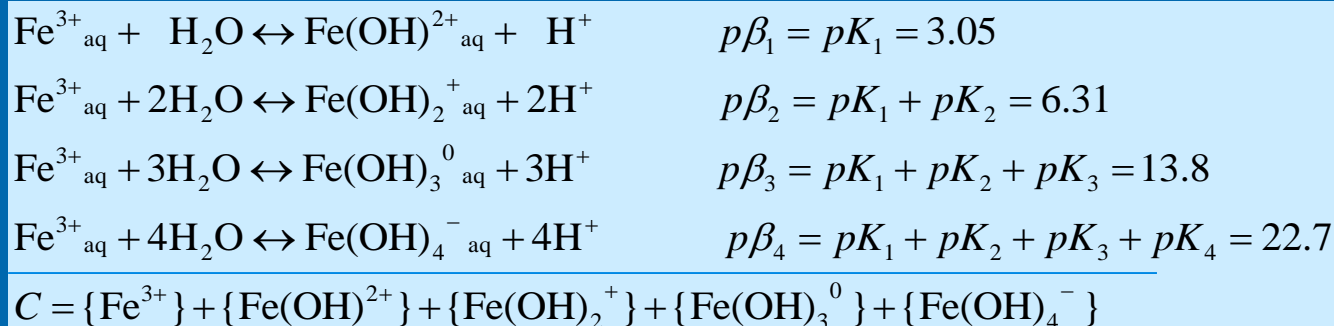 Fe³⁺aq + H₂O ↔ Fe(OH)²⁺aq + H⁺ pβ₁ = pK₁ = 3.05
Fe³⁺aq + 2H₂O ↔ Fe(OH)₂⁺aq + 2H⁺ pβ₂ = pK₁ + pK₂ = 6.31
Fe³⁺aq + 3H₂O ↔ Fe(OH)₃⁰aq + 3H⁺ pβ₃ = pK₁ + pK₂ + pK₃ = 13.8
Fe³⁺aq + 4H₂O ↔ Fe(OH)₄⁻aq + 4H⁺ pβ₄ = pK₁ + pK₂ + pK₃ + pK₄ = 22.7
C = {Fe³⁺} + {Fe(OH)²⁺} + {Fe(OH)₂⁺} + {Fe(OH)₃⁰} + {Fe(OH)₄⁻}